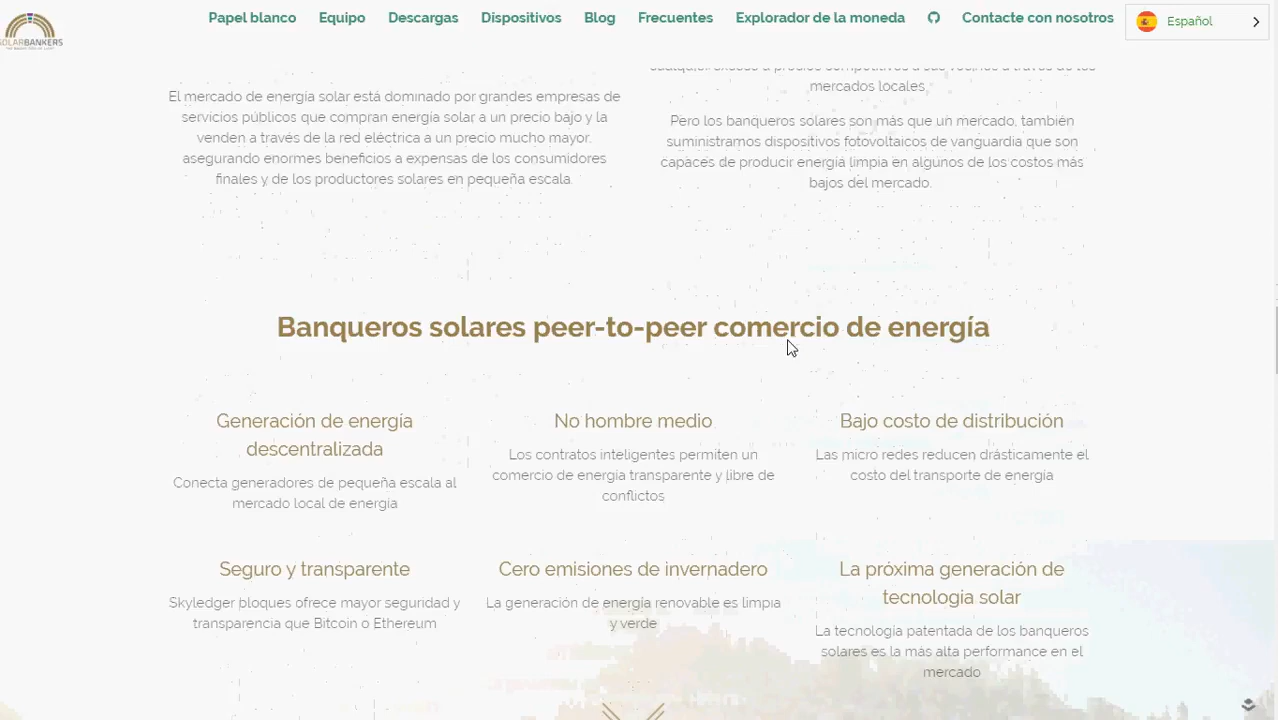 Papel blanco Equipo Descargas Dispositivos Blog Frecuentes Explorador de la moneda Contacte con nosotros Español
SOLARBANKERS
El mercado de energía solar está dominado por grandes empresas de
servicios públicos que compran energía solar a un precio bajo y la
venden a través de la red eléctrica a un precio mucho mayor,
asegurando enormes beneficios a expensas de los consumidores
finales y de los productores solares en pequeña escala.
mercados locales.
Pero los banqueros solares son más que un mercado, también
suministramos dispositivos fotovoltaicos de vanguardia que son
capaces de producir energía limpia en algunos de los costos más
bajos del mercado.
Banqueros solares peer-to-peer comercio de energía
Generación de energía
descentralizada
Conecta generadores de pequeña escala al
mercado local de energía
No hombre medio
Los contratos inteligentes permiten un
comercio de energía transparente y libre de
conflictos
Bajo costo de distribución
Las micro redes reducen drásticamente el
costo del transporte de energía
Seguro y transparente
Skyledger bloques ofrece mayor seguridad y
transparencia que Bitcoin o Ethereum
Cero emisiones de invernadero
La generación de energía renovable es limpia
y verde
La próxima generación de
tecnología solar
La tecnología patentada de los banqueros
solares es la más alta performance en el
mercado